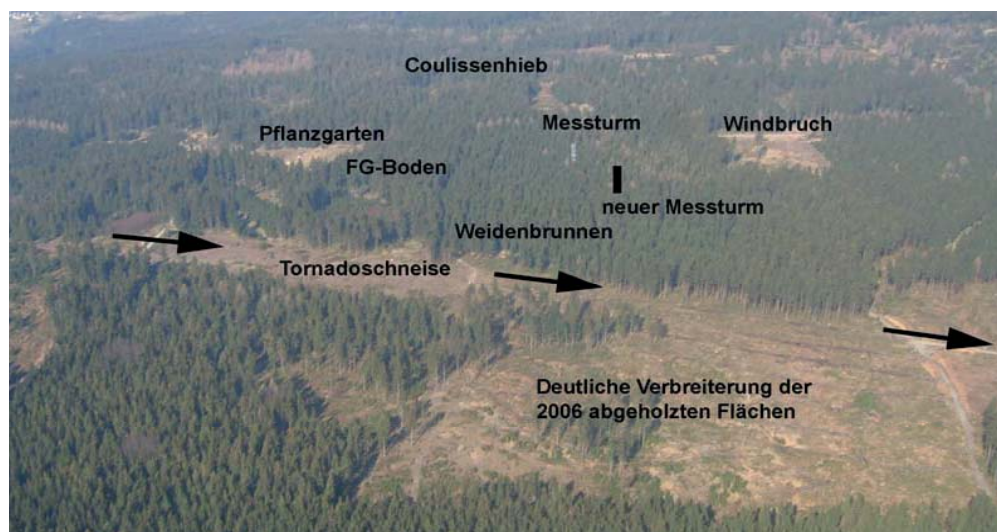 Coulissenhieb
Messturm
Windbruch
Pflanzgarten
FG-Boden
neuer Messturm
Weidenbrunnen
Tornadoschneise
Deutliche Verbreiterung der
2006 abgeholzten Flächen